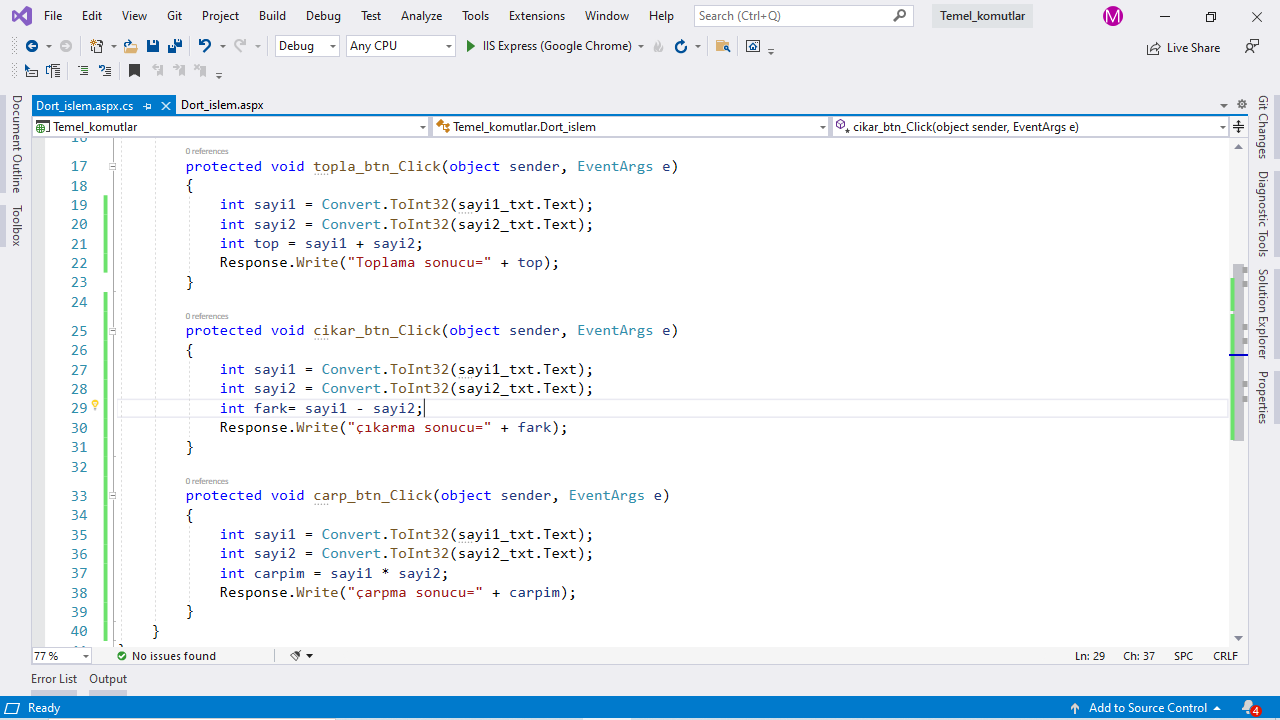 File Edit View Git Project Build Debug Test Analyze Tools Extensions Window Help Search (Ctrl+Q) Temel_komutlar M
Debug Any CPU IIS Express (Google Chrome) Live Share
Document Outline
Toolbox
Dort_islem.aspx.cs Dort_islem.aspx
Temel_komutlar Temel_komutlar.Dort_islem cikar_btn_Click(object sender, EventArgs e)
0 references
17 protected void topla_btn_Click(object sender, EventArgs e)
18 {
19 int sayi1 = Convert.ToInt32(sayi1_txt.Text);
20 int sayi2 = Convert.ToInt32(sayi2_txt.Text);
21 int top = sayi1 + sayi2;
22 Response.Write("Toplama sonucu=" + top);
23 }
24
0 references
25 protected void cikar_btn_Click(object sender, EventArgs e)
26 {
27 int sayi1 = Convert.ToInt32(sayi1_txt.Text);
28 int sayi2 = Convert.ToInt32(sayi2_txt.Text);
29 int fark= sayi1 - sayi2;
30 Response.Write("çıkarma sonucu=" + fark);
31 }
32
0 references
33 protected void carp_btn_Click(object sender, EventArgs e)
34 {
35 int sayi1 = Convert.ToInt32(sayi1_txt.Text);
36 int sayi2 = Convert.ToInt32(sayi2_txt.Text);
37 int carpim = sayi1 * sayi2;
38 Response.Write("çarpma sonucu=" + carpim);
39 }
40 }
Git Changes
Diagnostic Tools
Solution Explorer
Properties
77 % No issues found Ln: 29 Ch: 37 SPC CRLF
Error List Output
Ready Add to Source Control 4